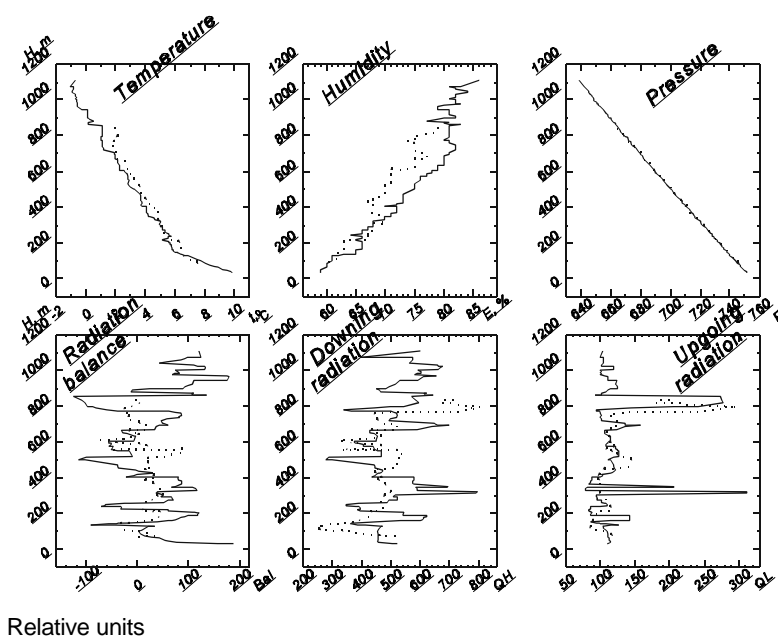 H, m
Temperature
1200
1000
800
600
400
200
0
-2 0 2 4 6 8 10 t,°C
Humidity
1200
1000
800
600
400
200
0
60 65 70 75 80 85 E, %
Pressure
1200
1000
800
600
400
200
0
640 660 680 700 720 740 760 P
H, m
Radiation
balance
1200
1000
800
600
400
200
0
-100 0 100 200 Bal
Downing
radiation
1200
1000
800
600
400
200
0
200 300 400 500 600 700 800 QH
Upgoing
radiation
1200
1000
800
600
400
200
0
50 100 150 200 250 300 QL
Relative units